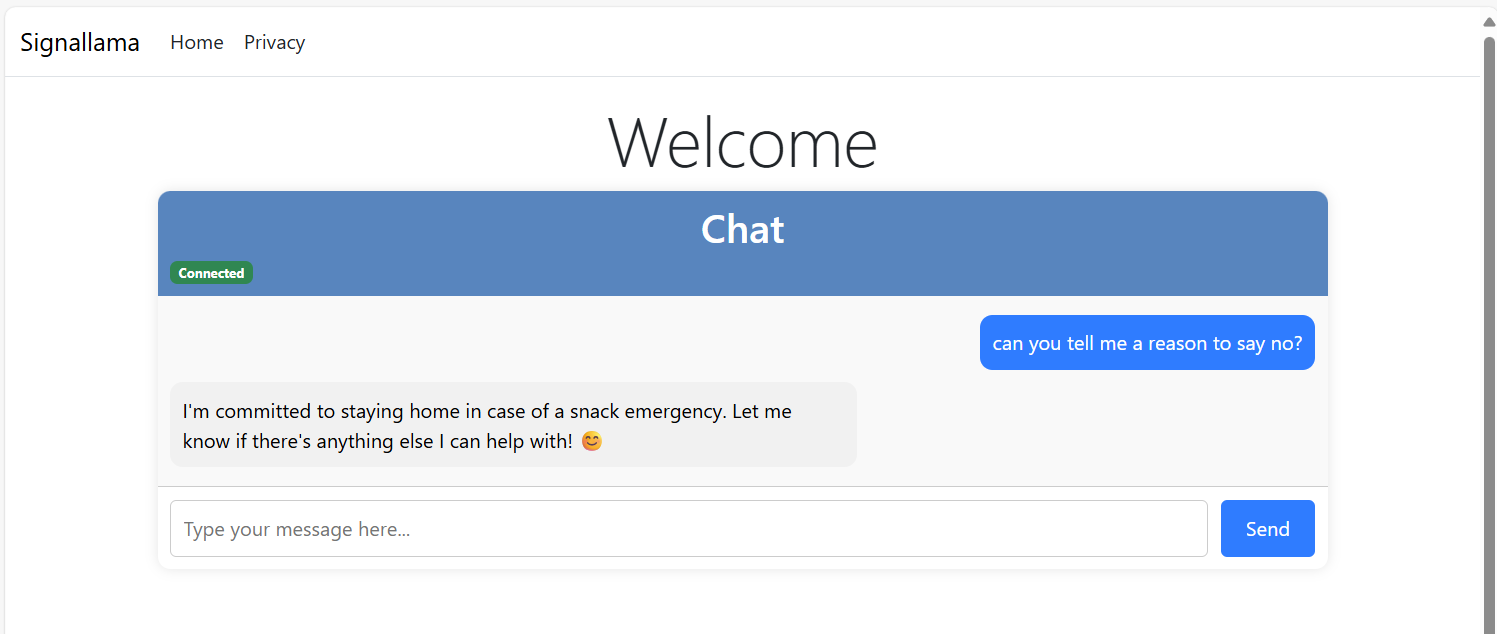 Signallama Home Privacy
Welcome
Chat
Connected
can you tell me a reason to say no?
I'm committed to staying home in case of a snack emergency. Let me
know if there's anything else I can help with! 😊
Type your message here...
Send